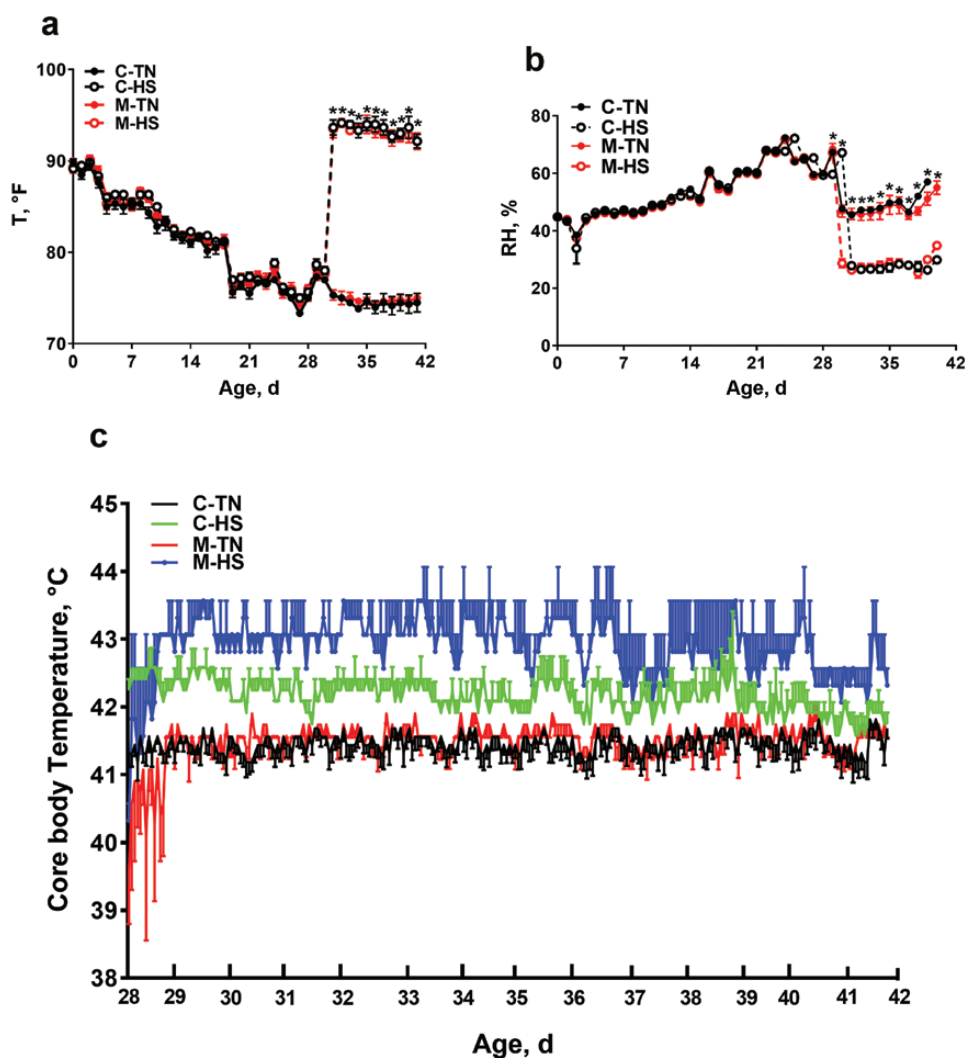 a
T, °F
100
90
80
70
C-TN
C-HS
M-TN
M-HS
* * * * * * * * * * *
0 7 14 21 28 35 42
Age, d
b
RH, %
80
60
40
20
0
C-TN
C-HS
M-TN
M-HS
* * * * * * * * * * * *
0 7 14 21 28 35 42
Age, d
c
Core body Temperature, °C
45
44
43
42
41
40
39
38
C-TN
C-HS
M-TN
M-HS
28 29 30 31 32 33 34 35 36 37 38 39 40 41 42
Age, d